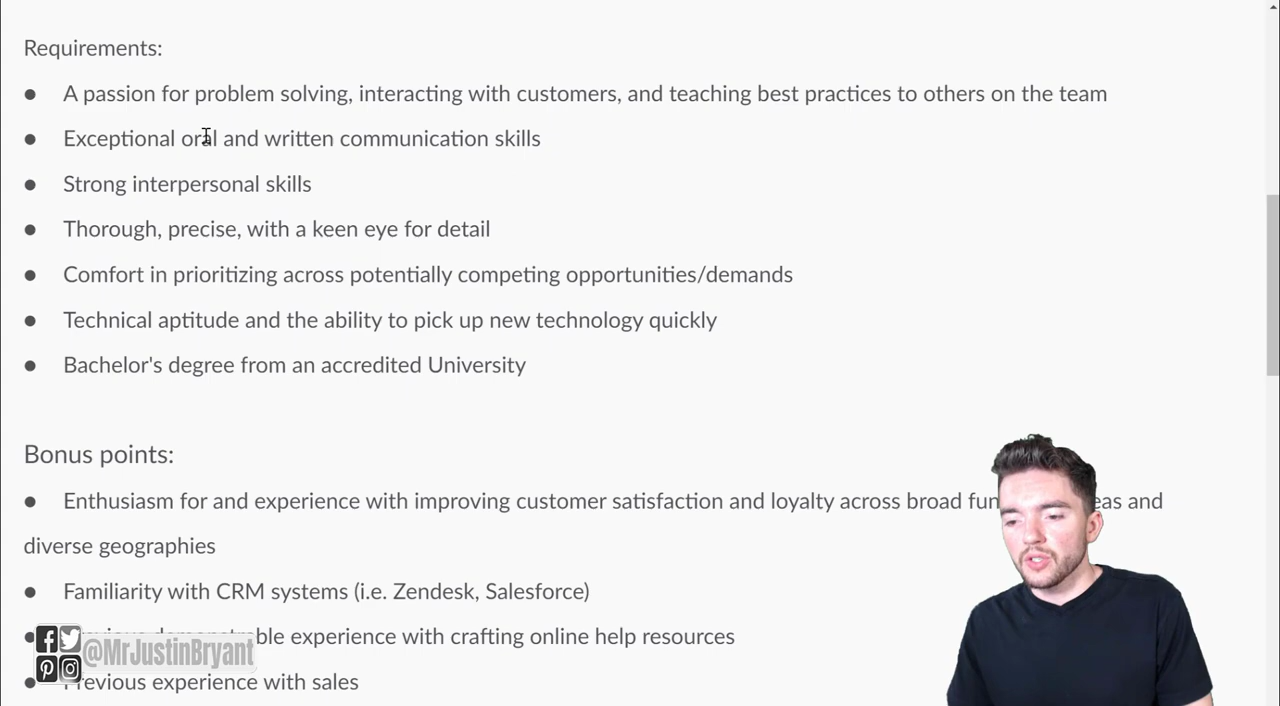 Requirements:
● A passion for problem solving, interacting with customers, and teaching best practices to others on the team
● Exceptional oral and written communication skills
● Strong interpersonal skills
● Thorough, precise, with a keen eye for detail
● Comfort in prioritizing across potentially competing opportunities/demands
● Technical aptitude and the ability to pick up new technology quickly
● Bachelor's degree from an accredited University
Bonus points:
● Enthusiasm for and experience with improving customer satisfaction and loyalty across broad and
diverse geographies
● Familiarity with CRM systems (i.e. Zendesk, Salesforce)
● experience with crafting online help resources
@MrJustinBryant
● Previous experience with sales